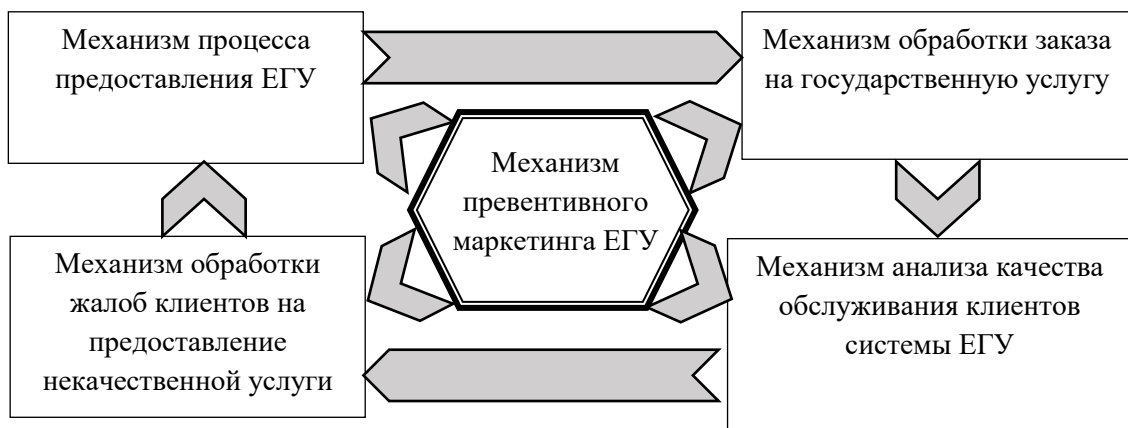 Механизм процесса
предоставления ЕГУ
Механизм обработки заказа
на государственную услугу
Механизм
превентивного
маркетинга ЕГУ
Механизм обработки
жалоб клиентов на
предоставление
некачественной услуги
Механизм анализа качества
обслуживания клиентов
системы ЕГУ